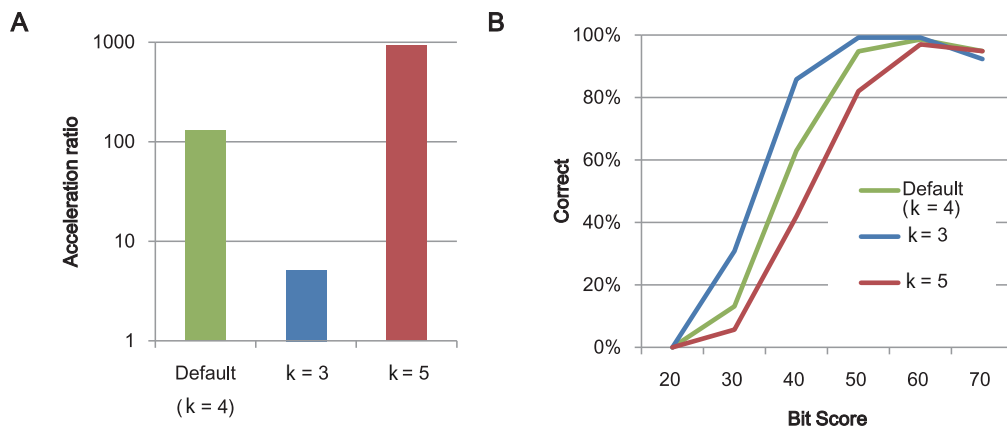 A
1000
100
10
1
Acceleration ratio
Default
(k = 4)
k = 3
k = 5
B
100%
80%
60%
40%
20%
0%
Correct
20 30 40 50 60 70
Bit Score
Default
(k = 4)
k = 3
k = 5